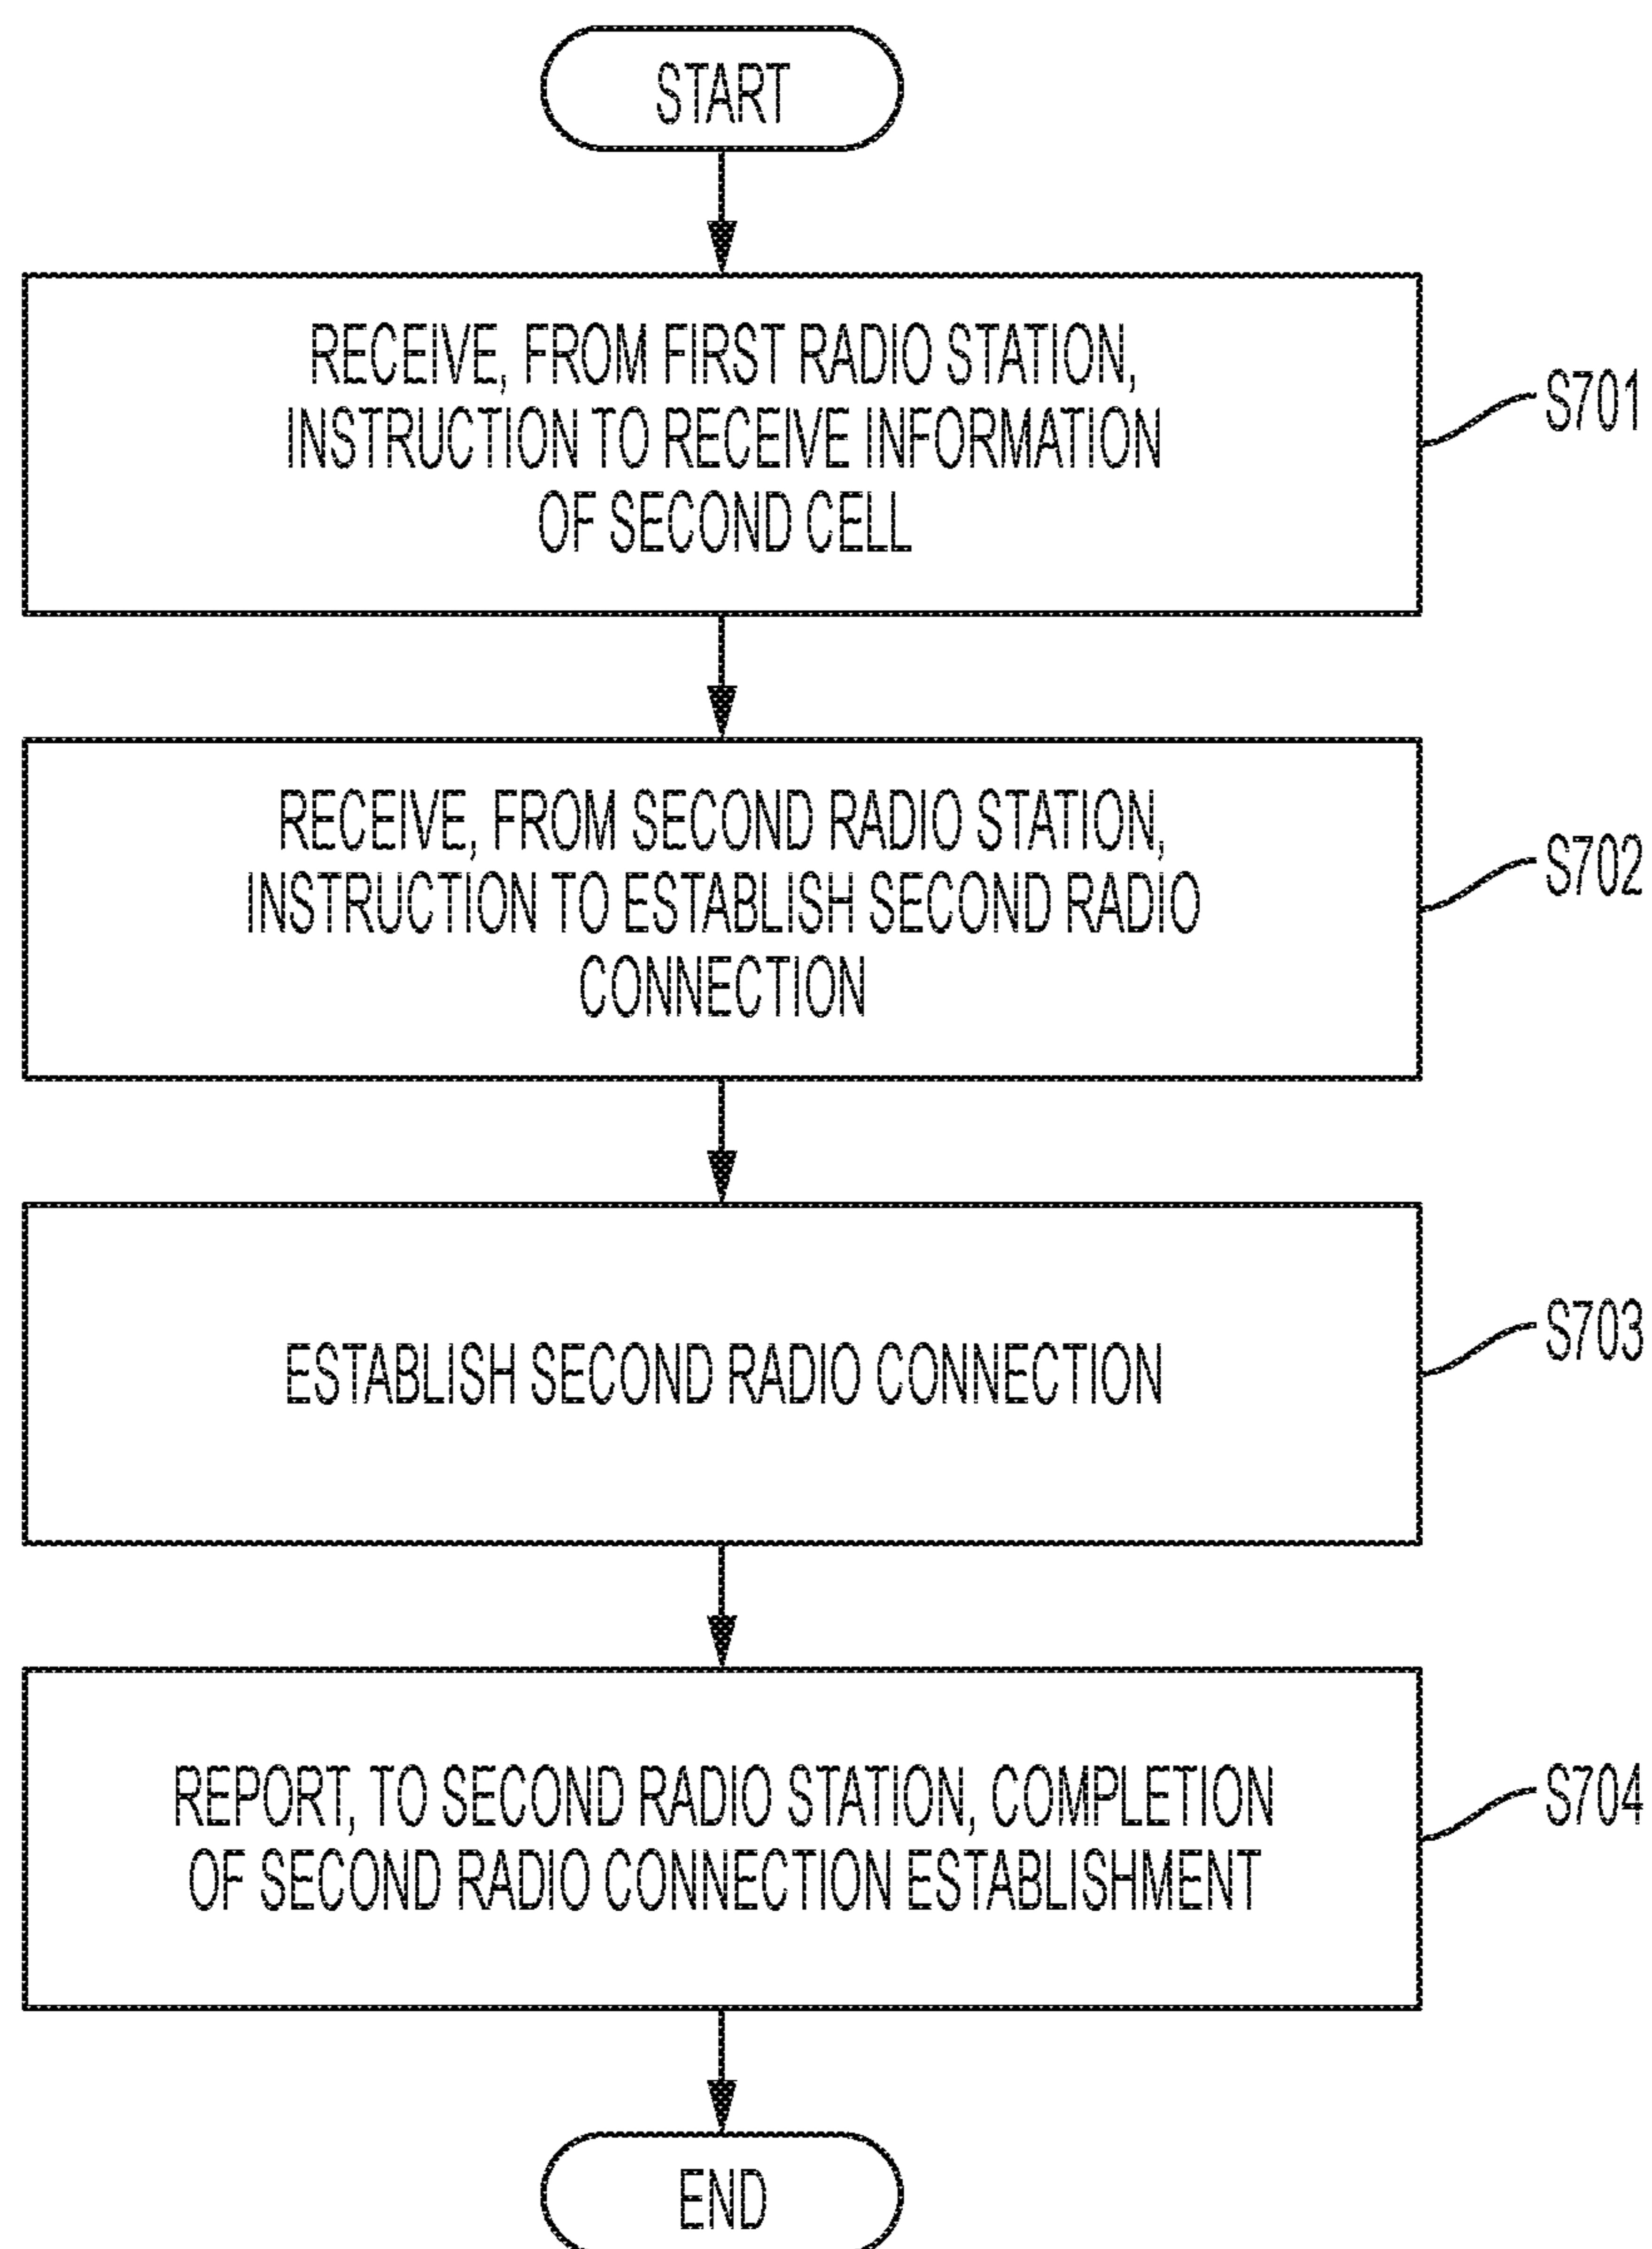 START
RECEIVE, FROM FIRST RADIO STATION,
INSTRUCTION TO RECEIVE INFORMATION
OF SECOND CELL
S701
RECEIVE, FROM SECOND RADIO STATION,
INSTRUCTION TO ESTABLISH SECOND RADIO
CONNECTION
S702
ESTABLISH SECOND RADIO CONNECTION
S703
REPORT, TO SECOND RADIO STATION, COMPLETION
OF SECOND RADIO CONNECTION ESTABLISHMENT
S704
END